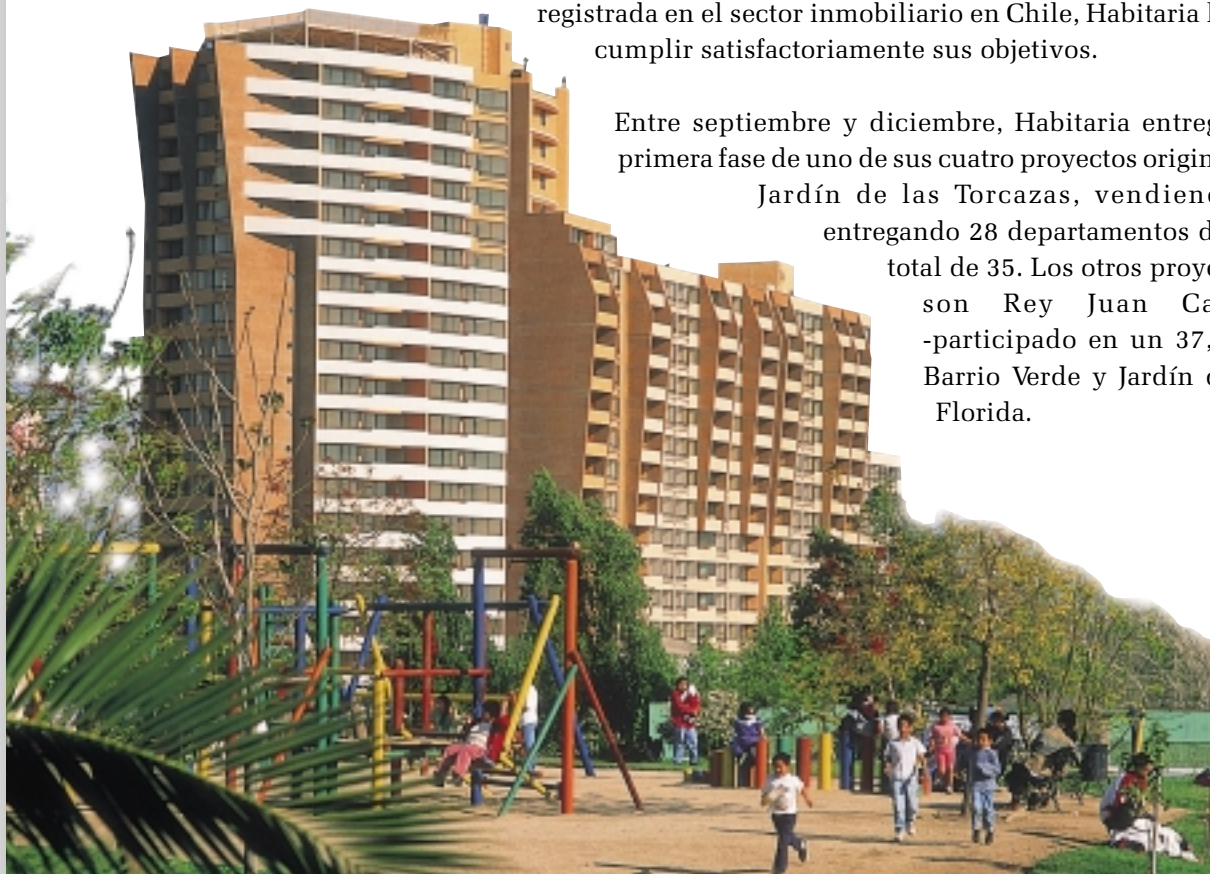 registrada en el sector inmobiliario en Chile, Habitaria
cumplir satisfactoriamente sus objetivos.
Entre septiembre y diciembre, Habitaria
primera fase de uno de sus cuatro proyectos
Jardín de las Torcazas,
entregando 28 departamentos
total de 35. Los otros
son Rey Juan
-participado en un 37,
Barrio Verde y Jardín
Florida.